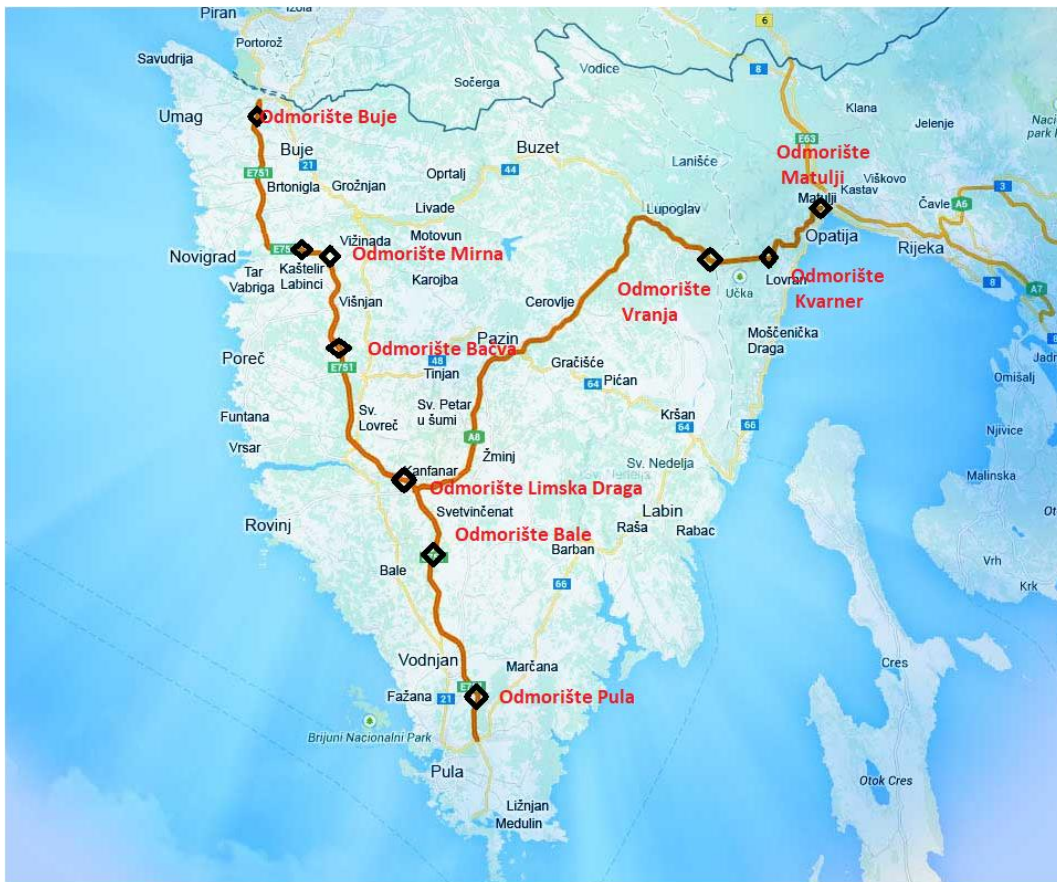 Piran
Izola
Portorož
Savudrija
Sočerga
Vodice
6
8
Klana
Jelenje
Umag
Odmorište Buje
Buje
21
Buzet
Lanišće
E63
Odmorište
Matulji
Viškovo
Kastav
E751
Brtonigla
Grožnjan
Oprtalj
44
Livade
Lupoglav
Matulji
Čavle
A6
3
Novigrad
Vižinada
Motovun
Opatija
Rijeka
Odmorište Mirna
Tar
Vabriga
Kaštelir
Labinci
Karojba
Odmorište
Vranja
Učka
Lovran
Odmorište
Kvarner
8
A7
Višnjan
Cerovlje
Pazin
Moščenička
Draga
Poreč
Odmorište Bačva
E751
48
Tinjan
Gračišće
64
Pićan
Omišalj
Funtana
Sv.
Lovreč
Sv. Petar
u šumi
Kršan
64
66
Njivice
Vrsar
A8
Žminj
Sv. Nedelja
Malinska
Kanfanar
Odmorište Limska Draga
Rovinj
Svetvinčenat
Labin
Raša
Rabac
Odmorište Bale
Bale
Barban
66
Vrh
Krk
Vodnjan
Marčana
Cres
Fažana
21
Odmorište Pula
Brijuni Nacionalni Park
Pula
Ližnjan
Medulin
Otok Cres